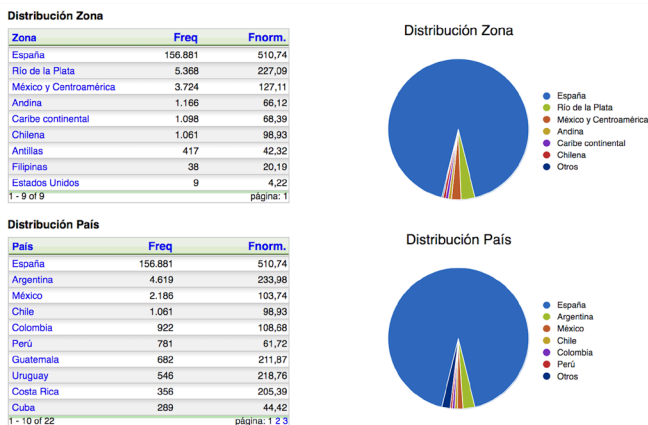 Distribución Zona
Zona Freq Fnorm.
España 156.881 510,74
Río de la Plata 5.368 227,09
México y Centroamérica 3.724 127,11
Andina 1.166 66,12
Caribe continental 1.098 68,39
Chilena 1.061 98,93
Antillas 417 42,32
Filipinas 38 20,19
Estados Unidos 9 4,22
1 - 9 of 9 página: 1
Distribución Zona
España
Río de la Plata
México y Centroamérica
Andina
Caribe continental
Chilena
Otros
Distribución País
País Freq Fnorm.
España 156.881 510,74
Argentina 4.619 233,98
México 2.186 103,74
Chile 1.061 98,93
Colombia 922 108,68
Perú 781 61,72
Guatemala 682 211,87
Uruguay 546 218,76
Costa Rica 356 205,39
Cuba 289 44,42
1 - 10 of 22 página: 1 2 3
Distribución País
España
Argentina
México
Chile
Colombia
Perú
Otros